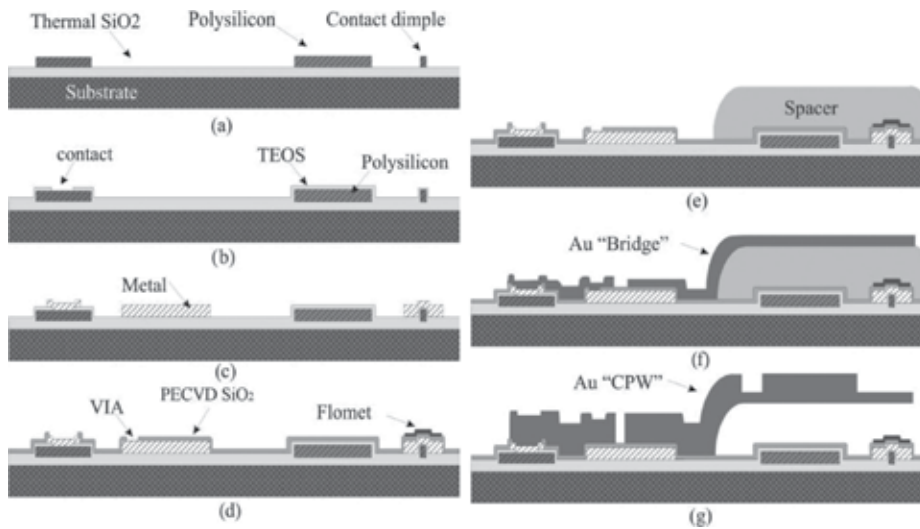 Thermal SiO2
Polysilicon
Contact dimple
Substrate
(a)
contact
TEOS
Polysilicon
(b)
Metal
(c)
VIA
PECVD SiO₂
Flomet
(d)
Spacer
(e)
Au “Bridge”
(f)
Au “CPW”
(g)